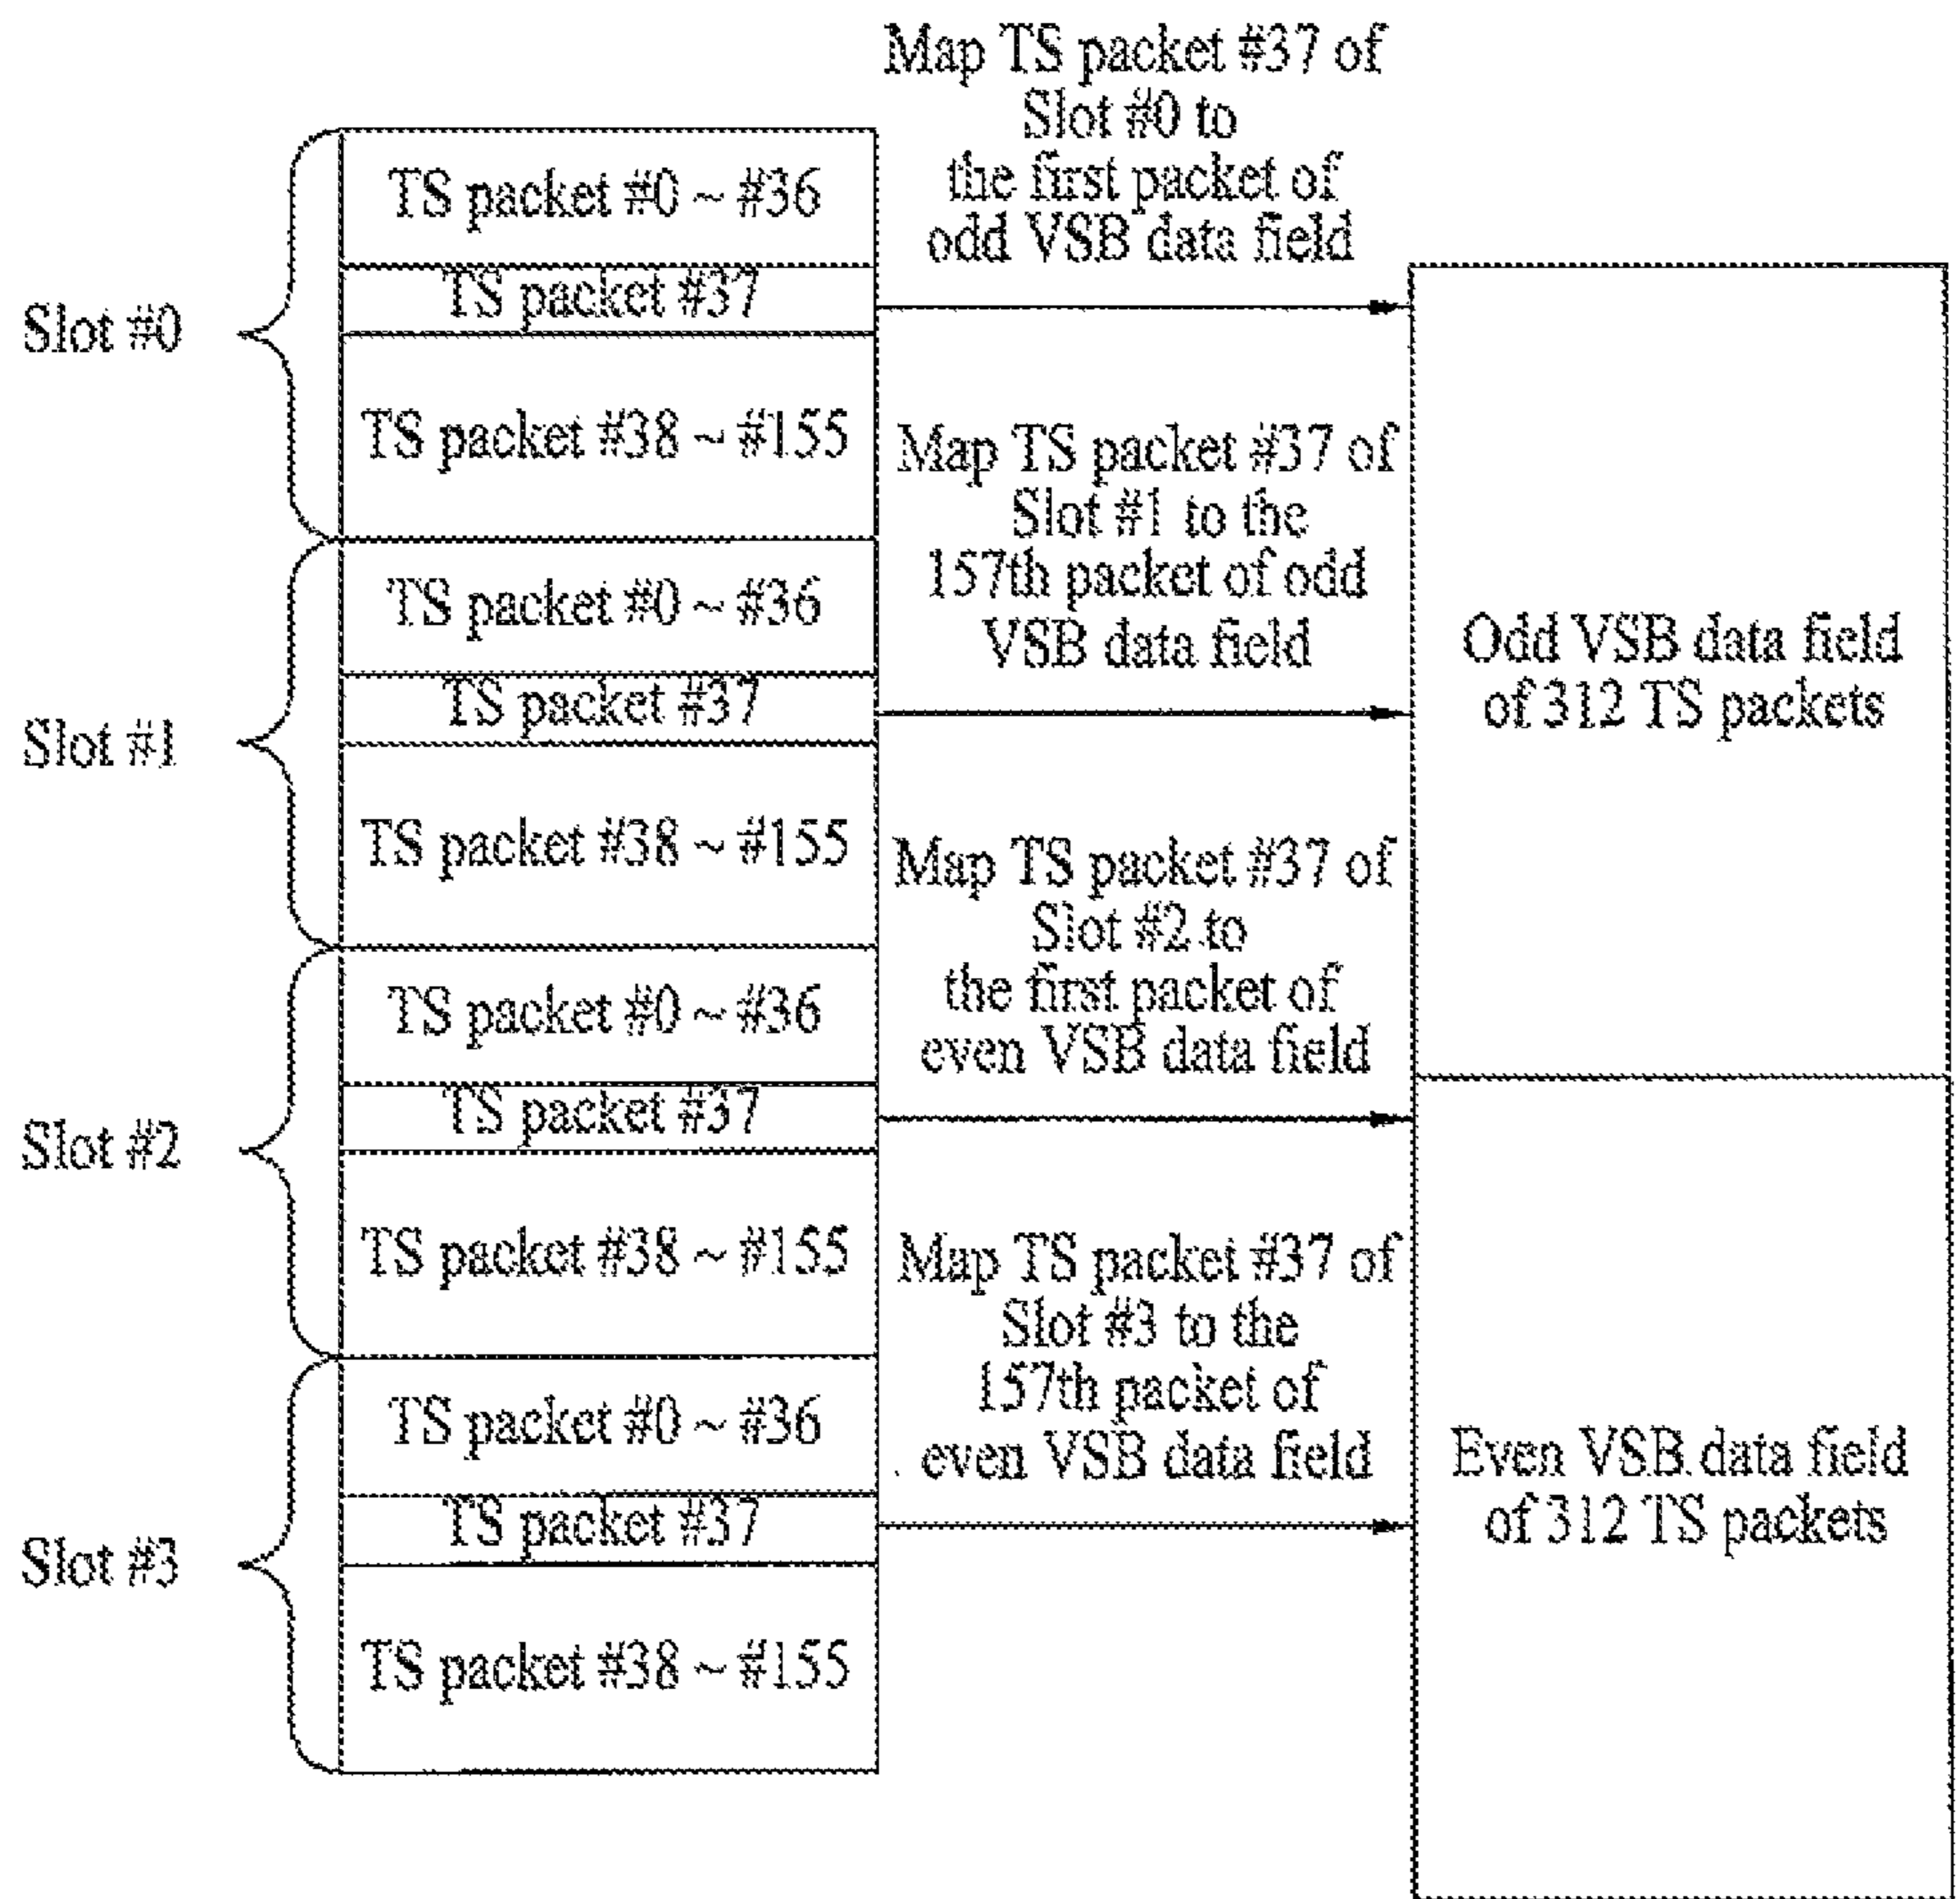 Map TS packet #37 of
Slot #0 to
the first packet of
odd VSB data field
Slot #0
TS packet #0 ~ #36
TS packet #37
TS packet #38 ~ #155
Map TS packet #37 of
Slot #1 to the
157th packet of odd
VSB data field
Slot #1
TS packet #0 ~ #36
TS packet #37
TS packet #38 ~ #155
Odd VSB data field
of 312 TS packets
Map TS packet #37 of
Slot #2 to
the first packet of
even VSB data field
Slot #2
TS packet #0 ~ #36
TS packet #37
TS packet #38 ~ #155
Map TS packet #37 of
Slot #3 to the
157th packet of
even VSB data field
Slot #3
TS packet #0 ~ #36
TS packet #37
TS packet #38 ~ #155
Even VSB data field
of 312 TS packets